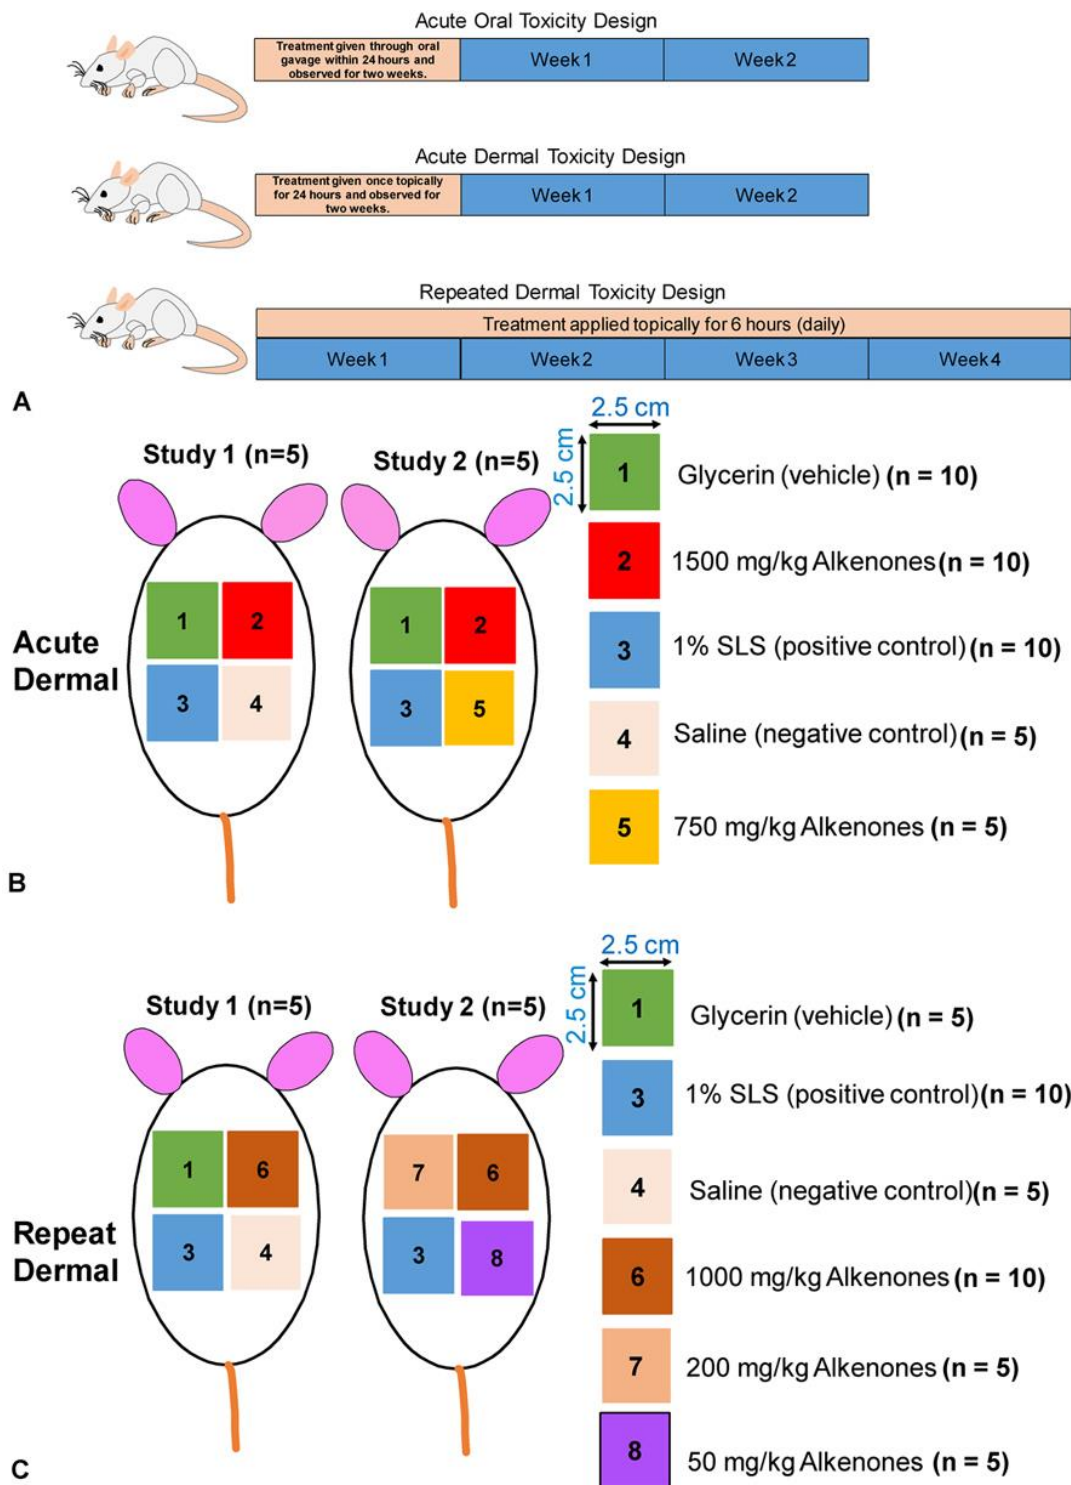 Acute Oral Toxicity Design
Treatment given through oral
gavage within 24 hours and
observed for two weeks.
Week 1
Week 2
Acute Dermal Toxicity Design
Treatment given once topically
for 24 hours and observed for
two weeks.
Week 1
Week 2
Repeated Dermal Toxicity Design
Treatment applied topically for 6 hours (daily)
Week 1
Week 2
Week 3
Week 4
A
Study 1 (n=5)
Study 2 (n=5)
2.5 cm
2.5 cm
Acute
Dermal
1
2
3
4
1
2
3
5
1
Glycerin (vehicle) (n = 10)
2
1500 mg/kg Alkenones (n = 10)
3
1% SLS (positive control) (n = 10)
4
Saline (negative control) (n = 5)
5
750 mg/kg Alkenones (n = 5)
B
Study 1 (n=5)
Study 2 (n=5)
2.5 cm
2.5 cm
Repeat
Dermal
1
6
3
4
7
6
3
8
1
Glycerin (vehicle) (n = 5)
3
1% SLS (positive control) (n = 10)
4
Saline (negative control) (n = 5)
6
1000 mg/kg Alkenones (n = 10)
7
200 mg/kg Alkenones (n = 5)
8
50 mg/kg Alkenones (n = 5)
C